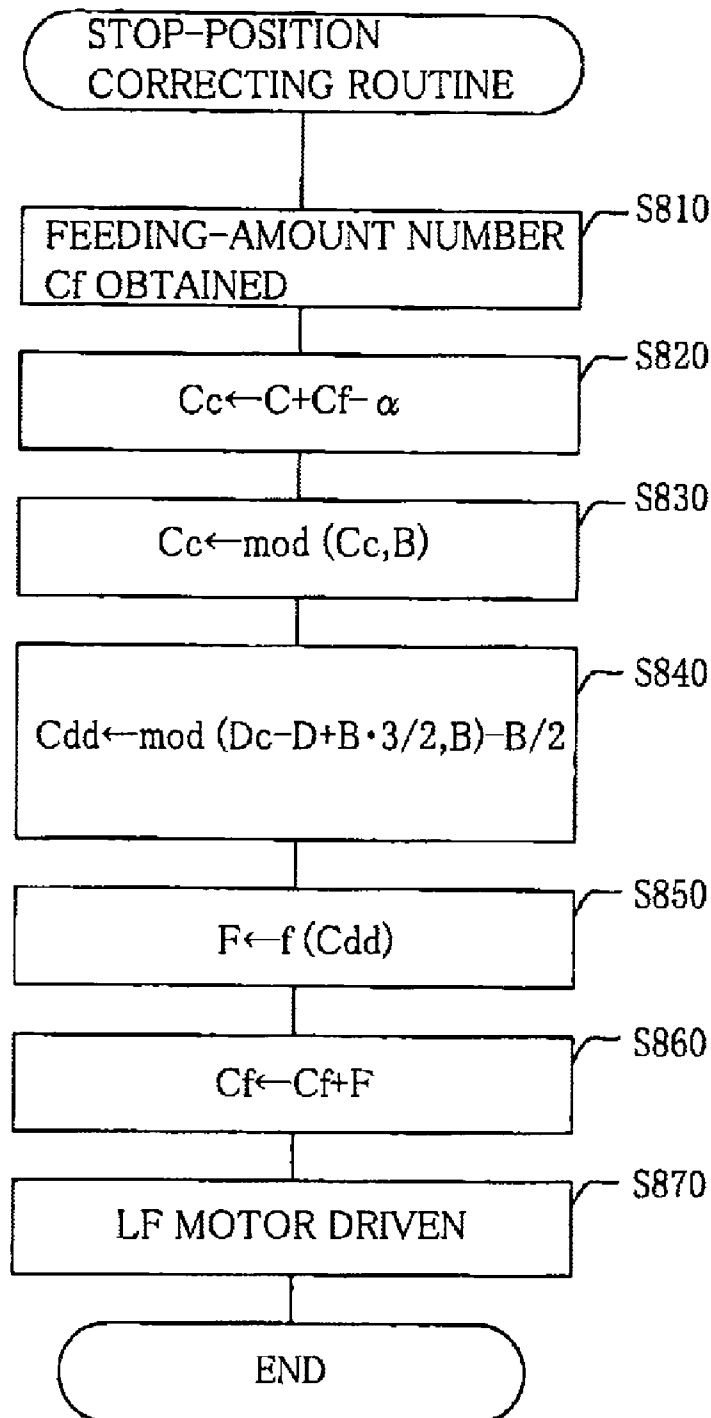 STOP-POSITION
CORRECTING ROUTINE
S810
FEEDING-AMOUNT NUMBER
Cf OBTAINED
S820
Cc←C+Cf-α
S830
Cc←mod (Cc,B)
S840
Cdd←mod (Dc-D+B·3/2,B)-B/2
S850
F←f (Cdd)
S860
Cf←Cf+F
S870
LF MOTOR DRIVEN
END